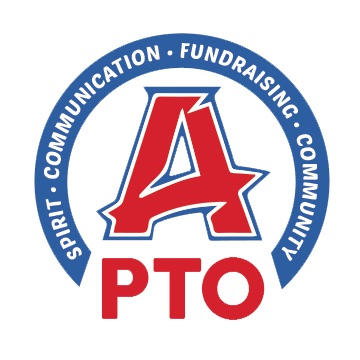 SPIRIT • COMMUNICATION • FUNDRAISING • COMMUNITY
A
PTO